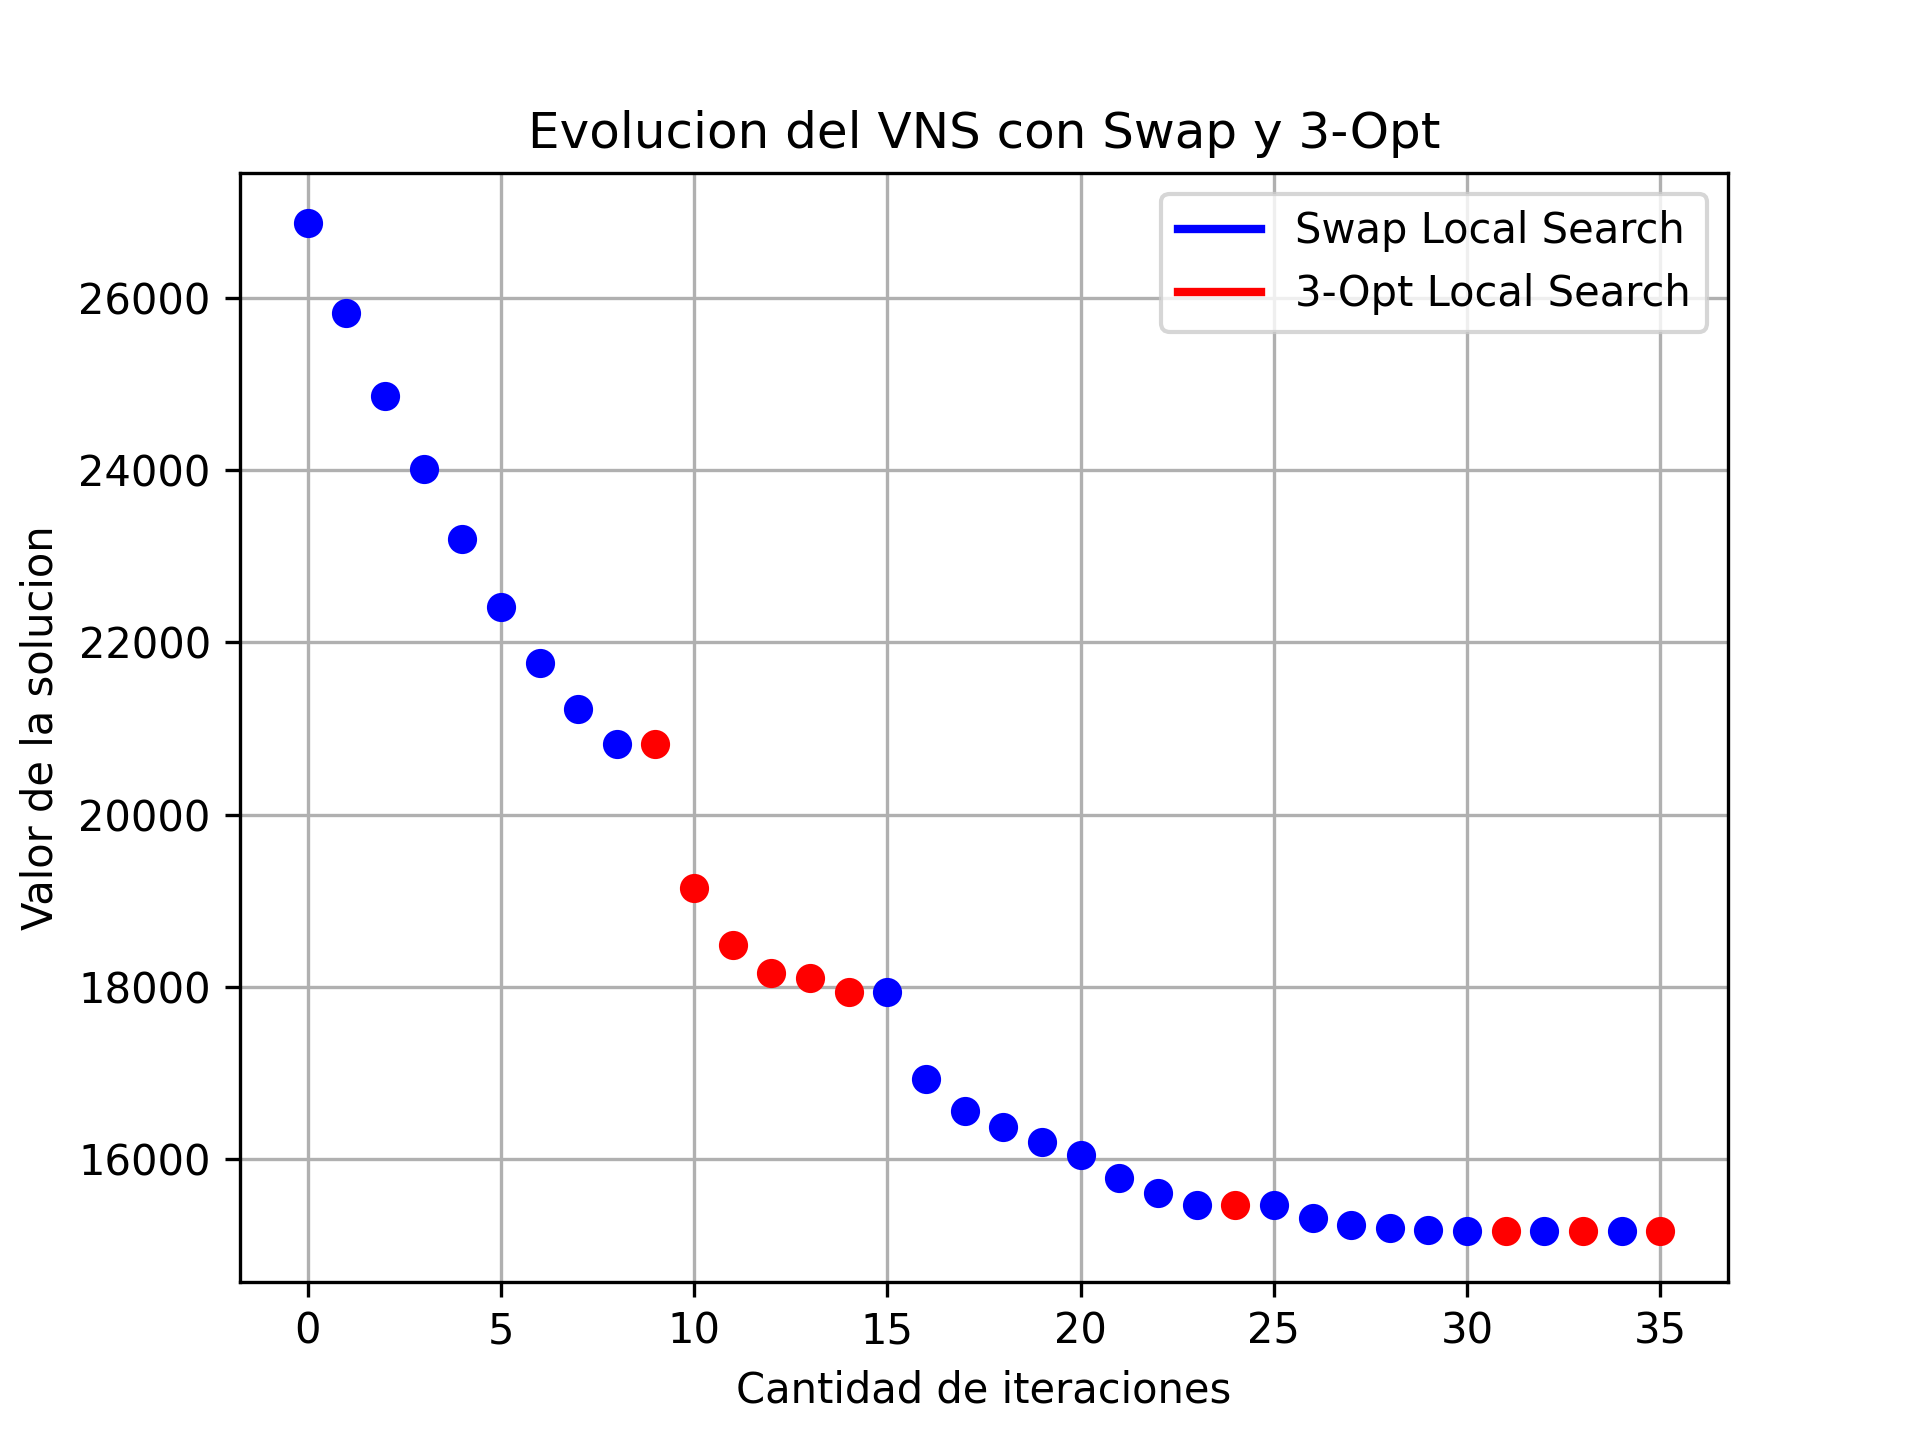 Evolucion del VNS con Swap y 3-Opt
Swap Local Search
3-Opt Local Search
Valor de la solucion
26000
24000
22000
20000
18000
16000
0 5 10 15 20 25 30 35
Cantidad de iteraciones